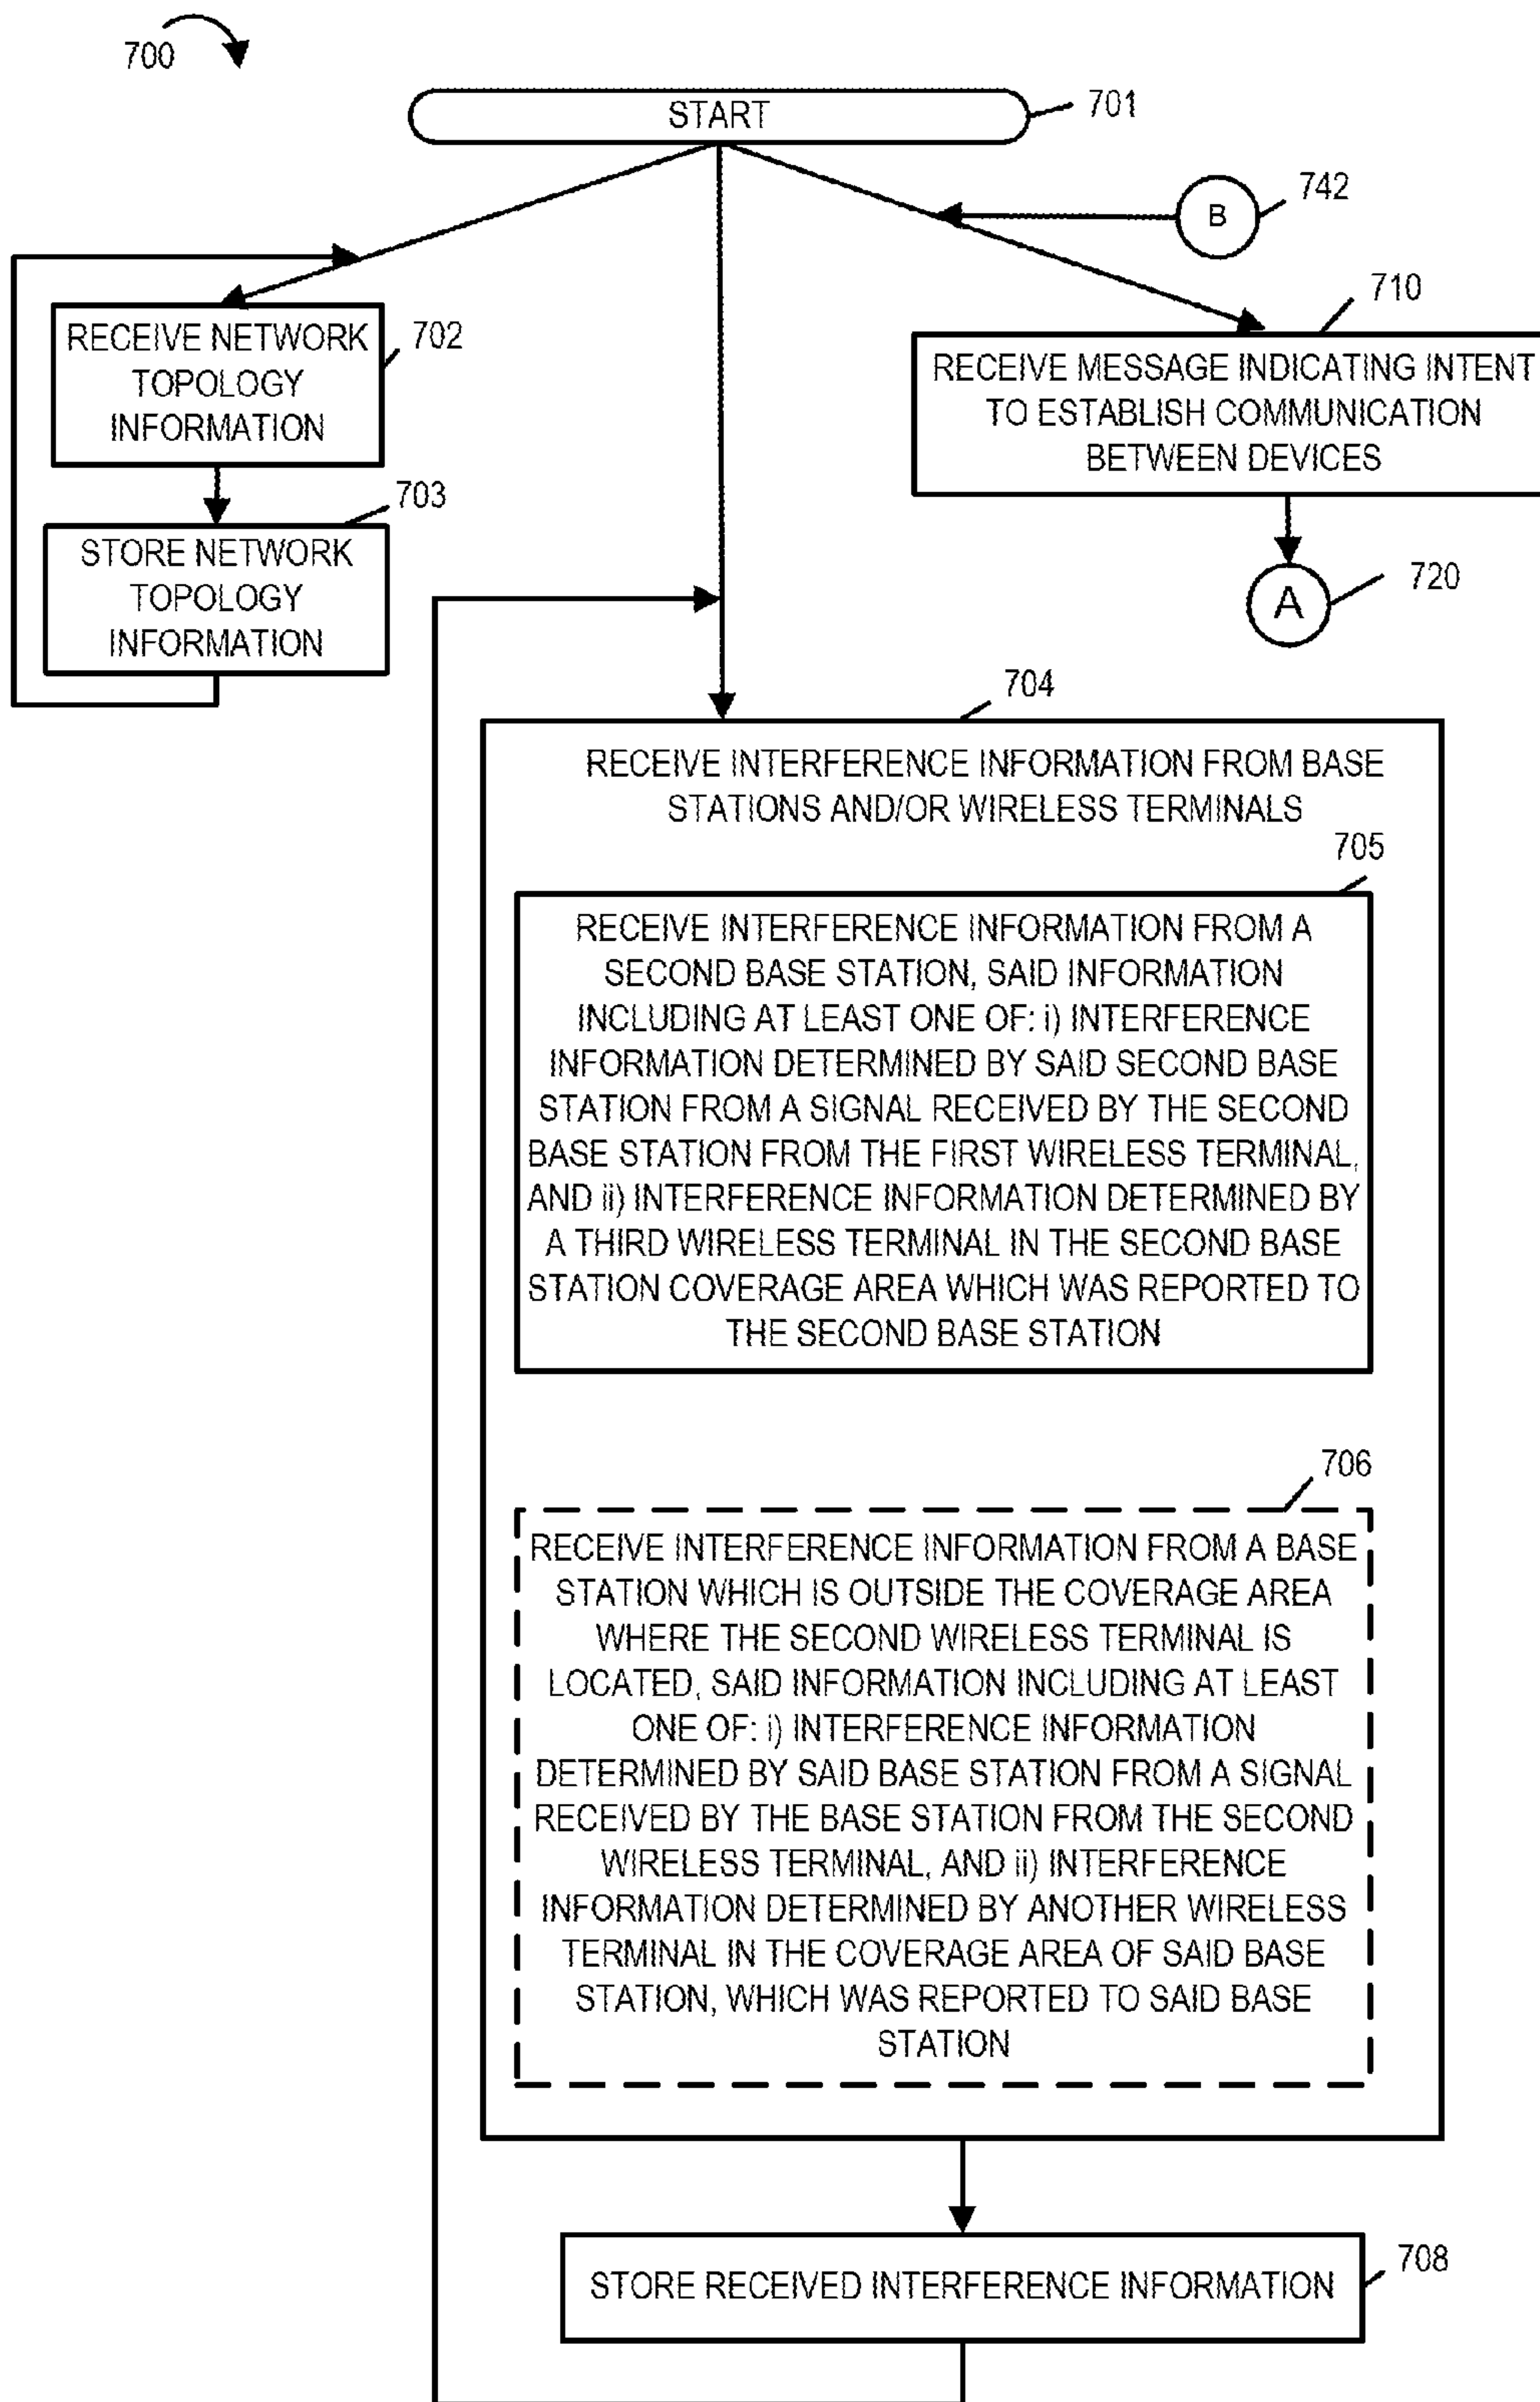 700
START
701
B
742
RECEIVE NETWORK
TOPOLOGY
INFORMATION
702
710
RECEIVE MESSAGE INDICATING INTENT
TO ESTABLISH COMMUNICATION
BETWEEN DEVICES
703
STORE NETWORK
TOPOLOGY
INFORMATION
A
720
704
RECEIVE INTERFERENCE INFORMATION FROM BASE
STATIONS AND/OR WIRELESS TERMINALS
705
RECEIVE INTERFERENCE INFORMATION FROM A
SECOND BASE STATION, SAID INFORMATION
INCLUDING AT LEAST ONE OF: i) INTERFERENCE
INFORMATION DETERMINED BY SAID SECOND BASE
STATION FROM A SIGNAL RECEIVED BY THE SECOND
BASE STATION FROM THE FIRST WIRELESS TERMINAL,
AND ii) INTERFERENCE INFORMATION DETERMINED BY
A THIRD WIRELESS TERMINAL IN THE SECOND BASE
STATION COVERAGE AREA WHICH WAS REPORTED TO
THE SECOND BASE STATION
706
RECEIVE INTERFERENCE INFORMATION FROM A BASE
STATION WHICH IS OUTSIDE THE COVERAGE AREA
WHERE THE SECOND WIRELESS TERMINAL IS
LOCATED, SAID INFORMATION INCLUDING AT LEAST
ONE OF: i) INTERFERENCE INFORMATION
DETERMINED BY SAID BASE STATION FROM A SIGNAL
RECEIVED BY THE BASE STATION FROM THE SECOND
WIRELESS TERMINAL, AND ii) INTERFERENCE
INFORMATION DETERMINED BY ANOTHER WIRELESS
TERMINAL IN THE COVERAGE AREA OF SAID BASE
STATION, WHICH WAS REPORTED TO SAID BASE
STATION
STORE RECEIVED INTERFERENCE INFORMATION
708